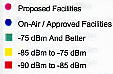 Proposed Facilities
On-Air / Approved Facilities
-75 dBm And Better
-85 dBm to -75 dBm
-90 dBm to -85 dBm